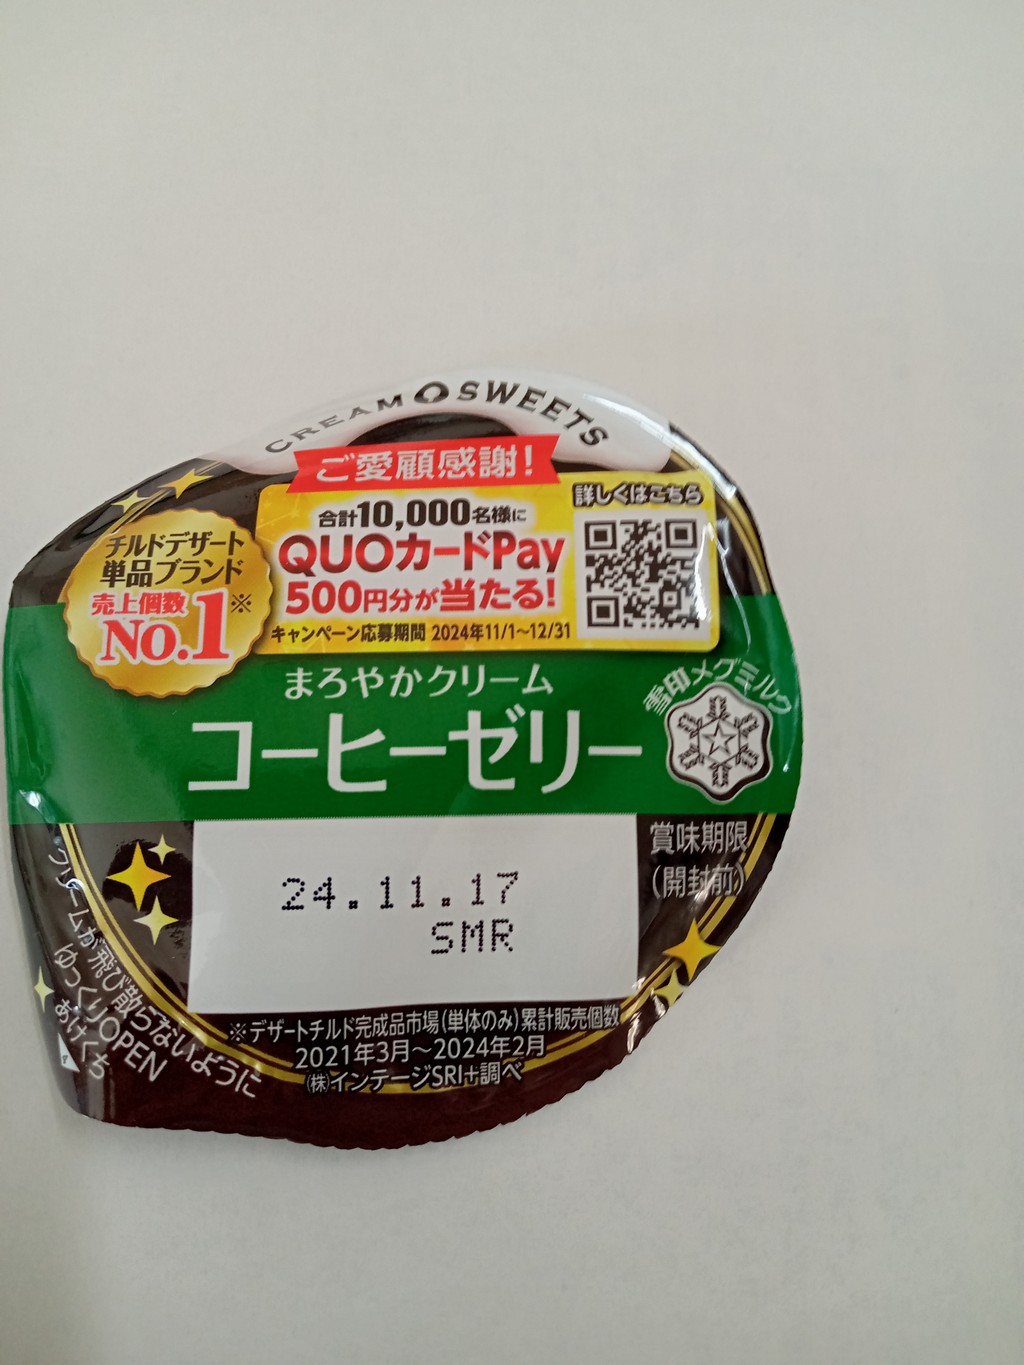 CREAM SWEETS
ご愛顧感謝!
合計10,000名様に
QUOカードPay
500円分が当たる!
キャンペーン応募期間 2024年11/1～12/31
詳しくはこちら
チルドデザート
単品ブランド
売上個数
No.1※
まろやかクリーム
コーヒーゼリー
雪印メグミルク
賞味期限
(開封前)
24.11.17
SMR
クリームが飛び散らないように
ゆっくりOPEN
あけくち
※デザートチルド完成品市場(単体のみ)累計販売個数
2021年3月～2024年2月
㈱インテージSRI+調べ